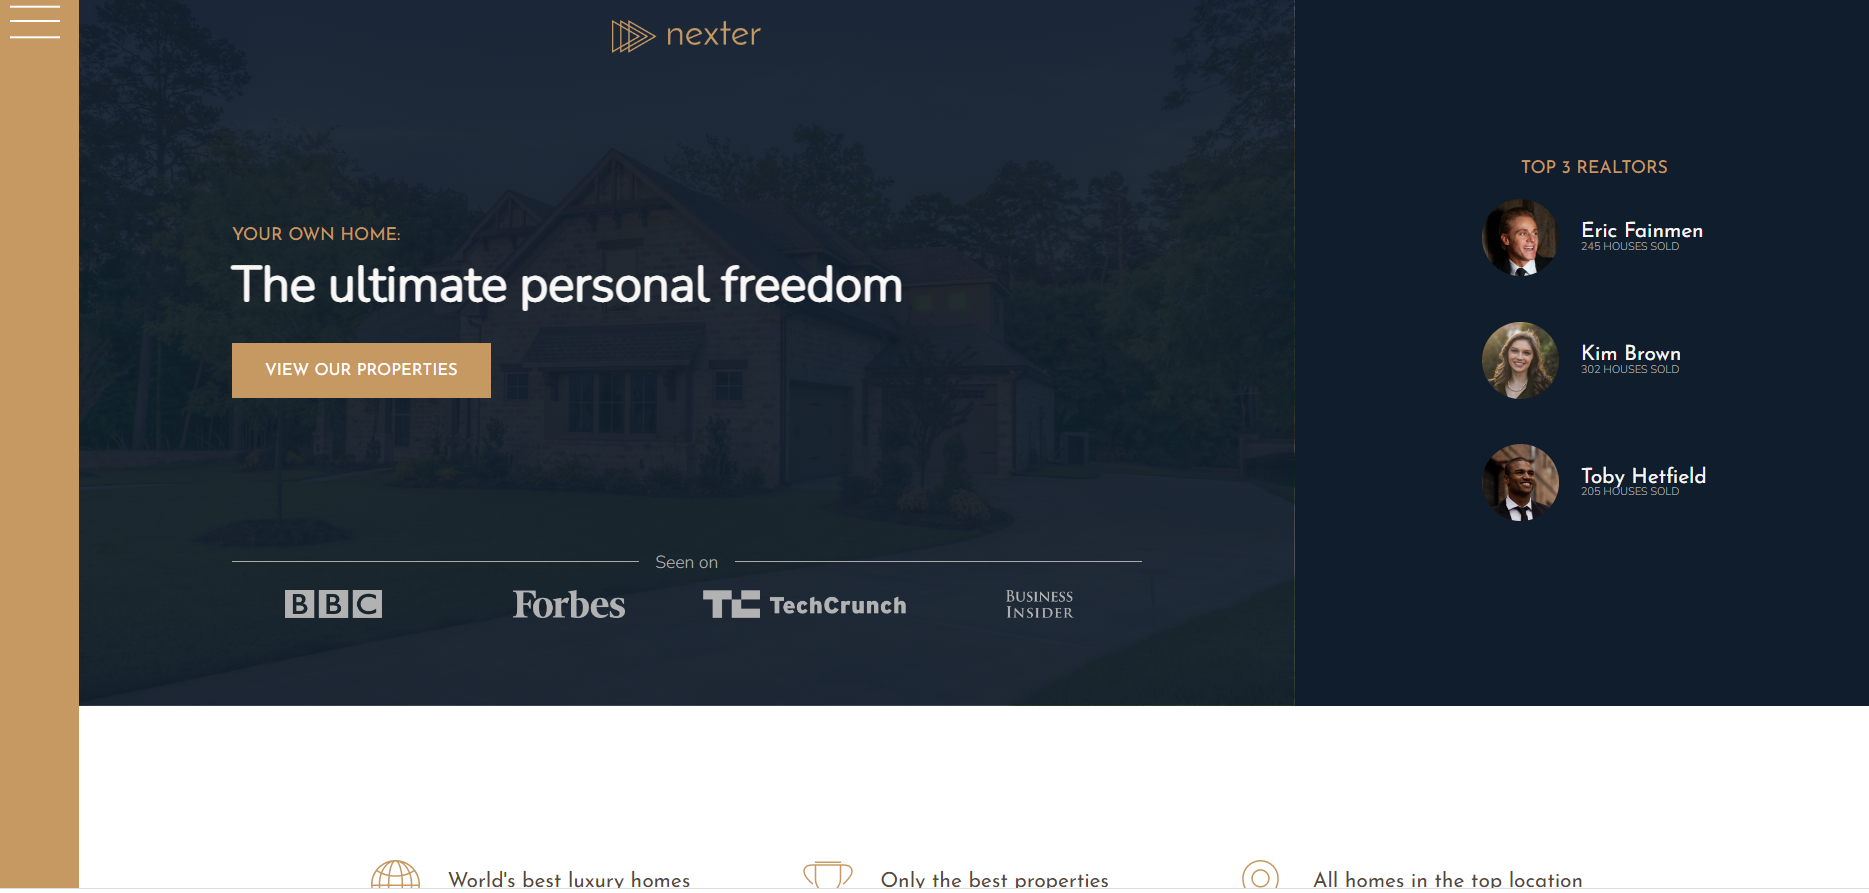 nexter
YOUR OWN HOME:
The ultimate personal freedom
VIEW OUR PROPERTIES
Seen on
BBC
Forbes
TC TechCrunch
BUSINESS
INSIDER
TOP 3 REALTORS
Eric Fainmen
245 HOUSES SOLD
Kim Brown
302 HOUSES SOLD
Toby Hetfield
205 HOUSES SOLD
World's best luxury homes
Only the best properties
All homes in the top location